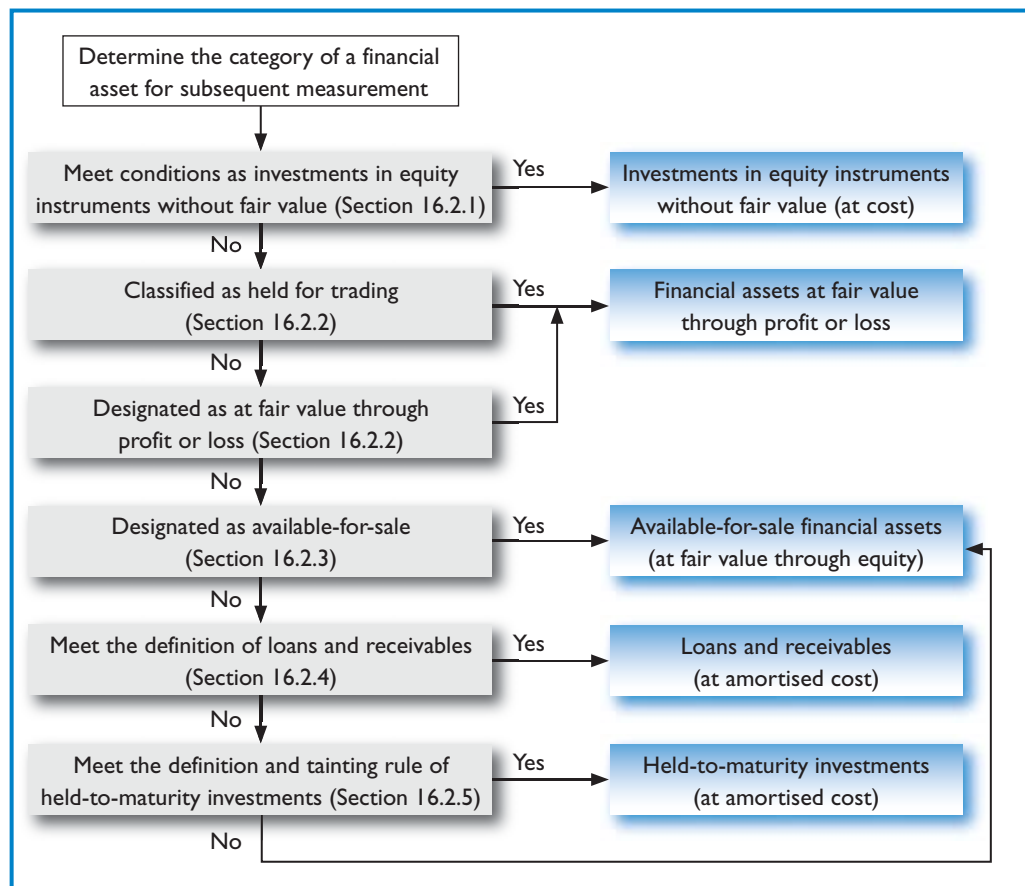 Determine the category of a financial
asset for subsequent measurement
Meet conditions as investments in equity
instruments without fair value (Section 16.2.1)
Yes
Investments in equity instruments
without fair value (at cost)
No
Classified as held for trading
(Section 16.2.2)
Yes
Financial assets at fair value
through profit or loss
No
Designated as at fair value through
profit or loss (Section 16.2.2)
Yes
No
Designated as available-for-sale
(Section 16.2.3)
Yes
Available-for-sale financial assets
(at fair value through equity)
No
Meet the definition of loans and receivables
(Section 16.2.4)
Yes
Loans and receivables
(at amortised cost)
No
Meet the definition and tainting rule of
held-to-maturity investments (Section 16.2.5)
Yes
Held-to-maturity investments
(at amortised cost)
No